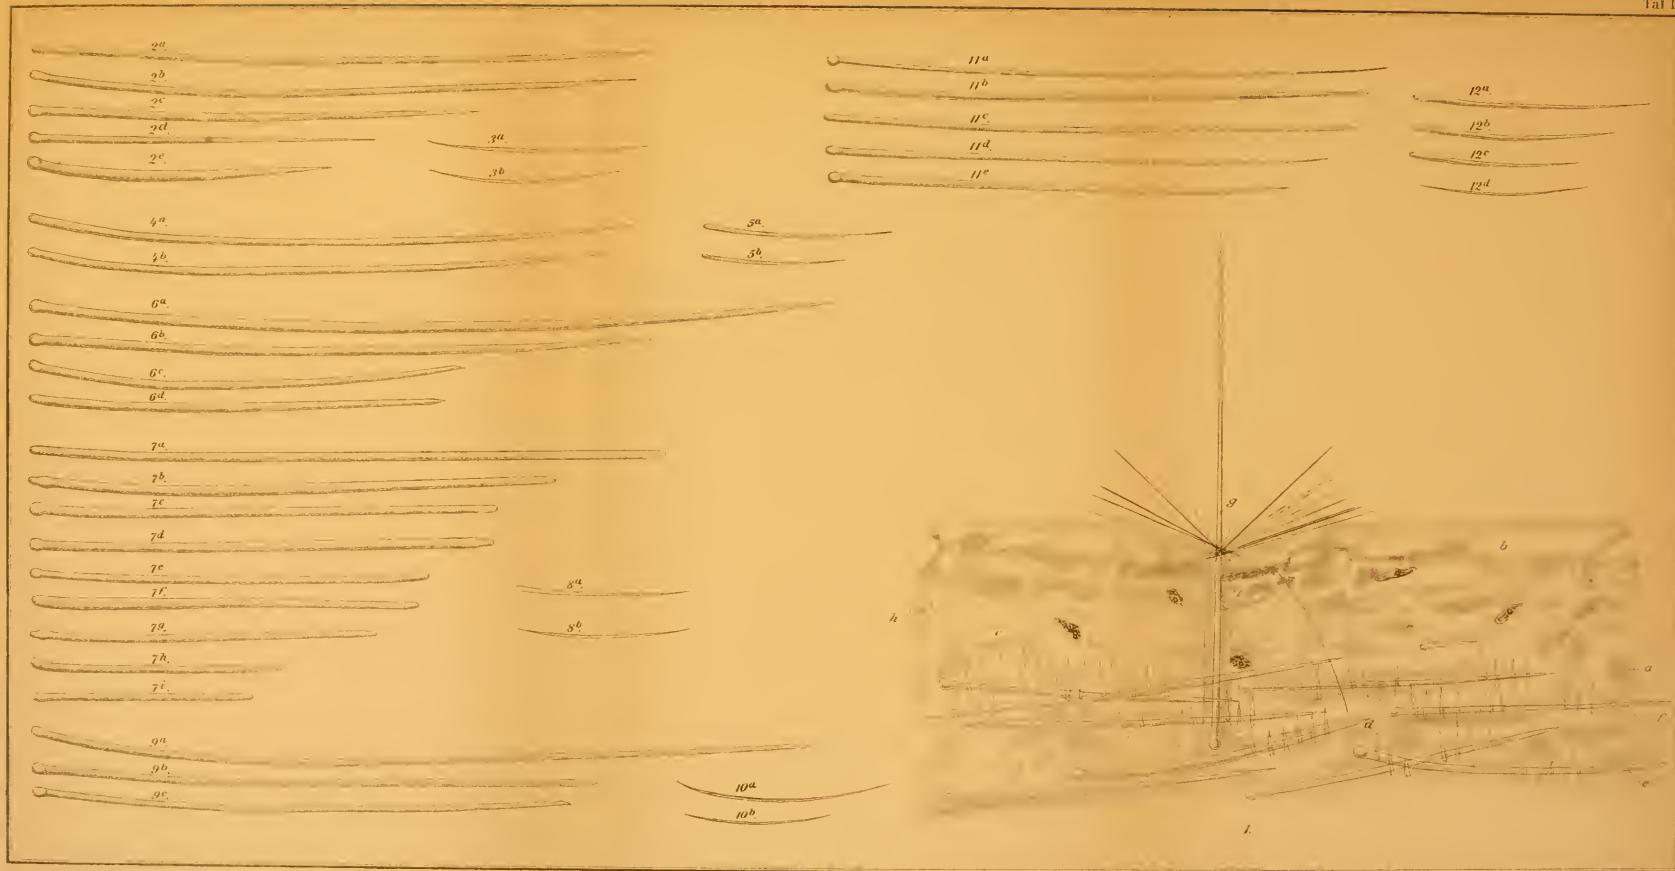 Taf I
2a.
2b
2c
2d
2e.
3a.
3b
4a.
4b.
5a.
5b.
6a.
6b.
6c.
6d.
7a.
7b.
7c
7d
7e
7f.
7g.
7h.
7i.
8a.
8b.
9a.
9b.
9c.
10a
10b.
11a
11b
11c.
11d.
11e
12a.
12b.
12c
12d
g
b
h
c
i
a
d
f
e
1.